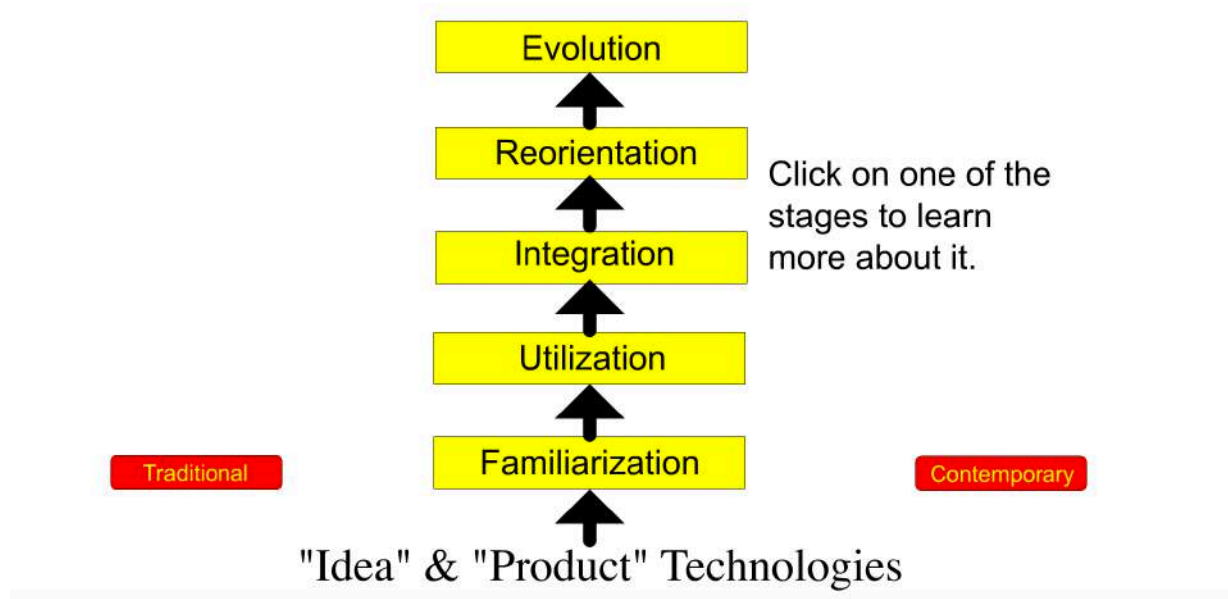 Evolution
Reorientation
Click on one of the
stages to learn
more about it.
Integration
Utilization
Familiarization
Traditional
Contemporary
"Idea" & "Product" Technologies